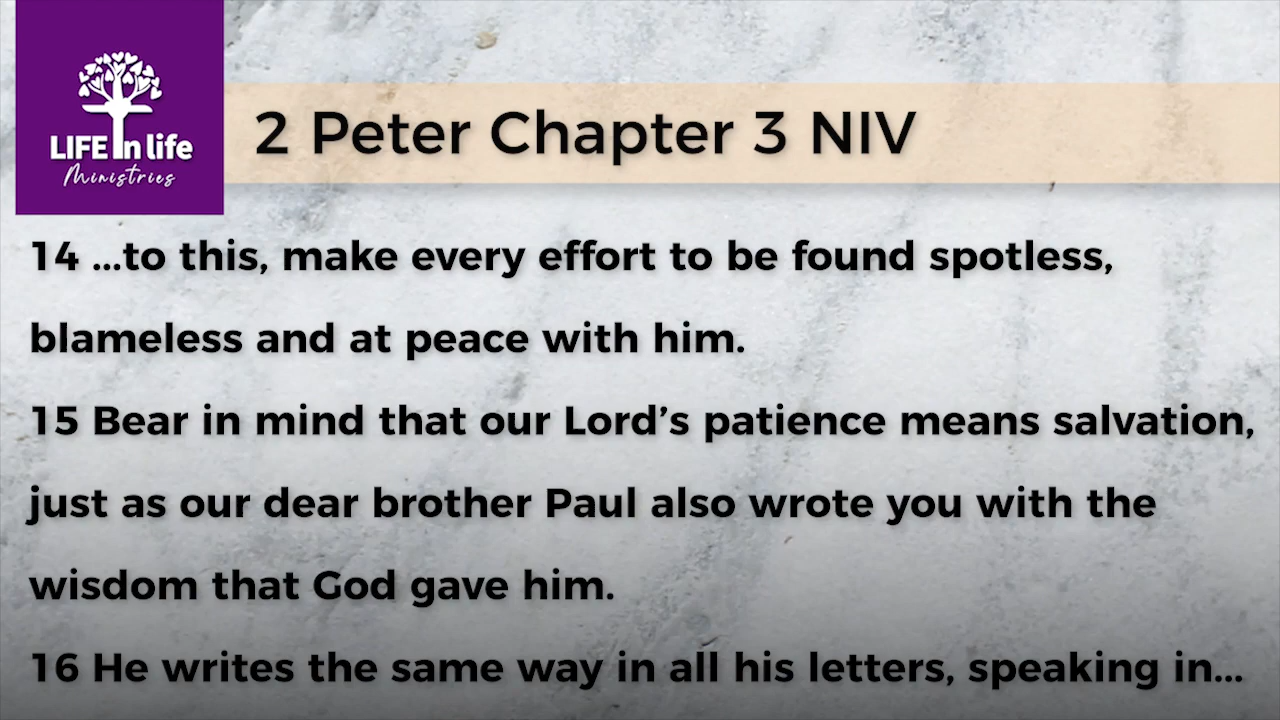 LIFE in life
Ministries
2 Peter Chapter 3 NIV
14 ...to this, make every effort to be found spotless,
blameless and at peace with him.
15 Bear in mind that our Lord’s patience means salvation,
just as our dear brother Paul also wrote you with the
wisdom that God gave him.
16 He writes the same way in all his letters, speaking in...